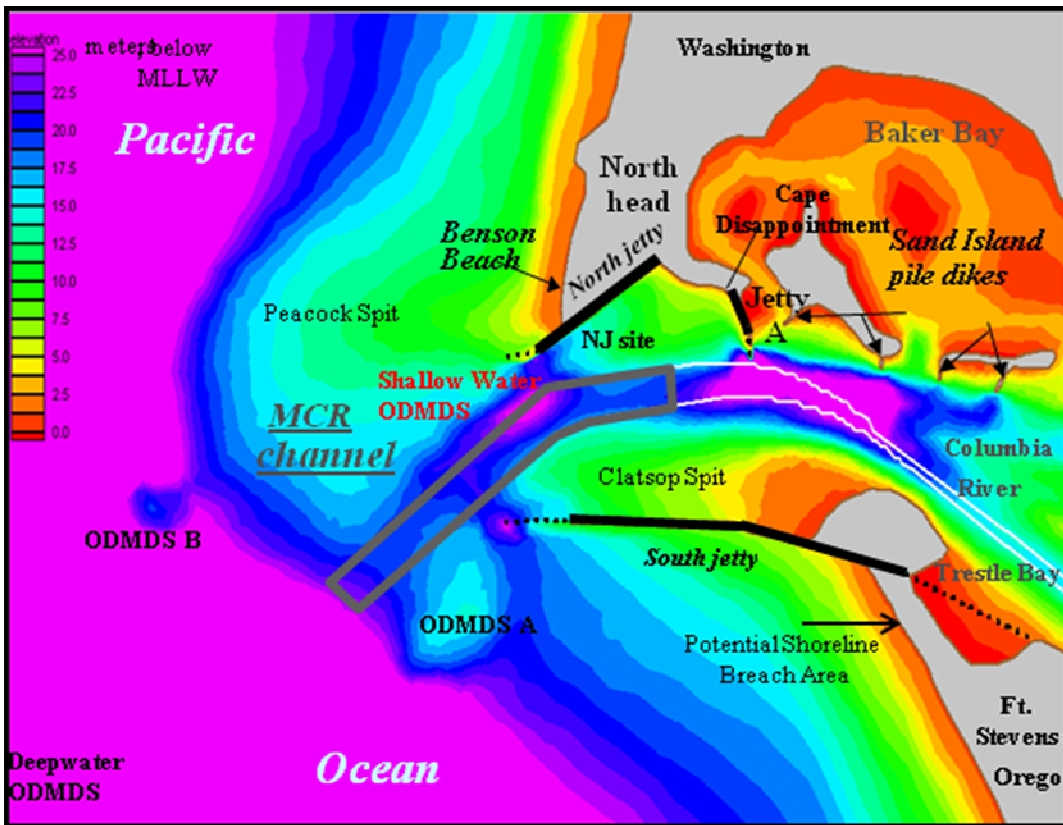 elevation
25.0
22.5
20.0
17.5
15.0
12.5
10.0
7.5
5.0
2.5
0.0
meters, below
MLLW
Pacific
Washington
Baker Bay
North
head
Cape
Disappointment
Benson
Beach
North jetty
Sand Island
pile dikes
Jetty
A
Peacock Spit
NJ site
Shallow Water
ODMDS
MCR
channel
Clatsop Spit
Columbia
River
ODMDS B
South jetty
Trestle Bay
ODMDS A
Potential Shoreline
Breach Area
Ft.
Stevens
Orego
Deepwater
ODMDS
Ocean